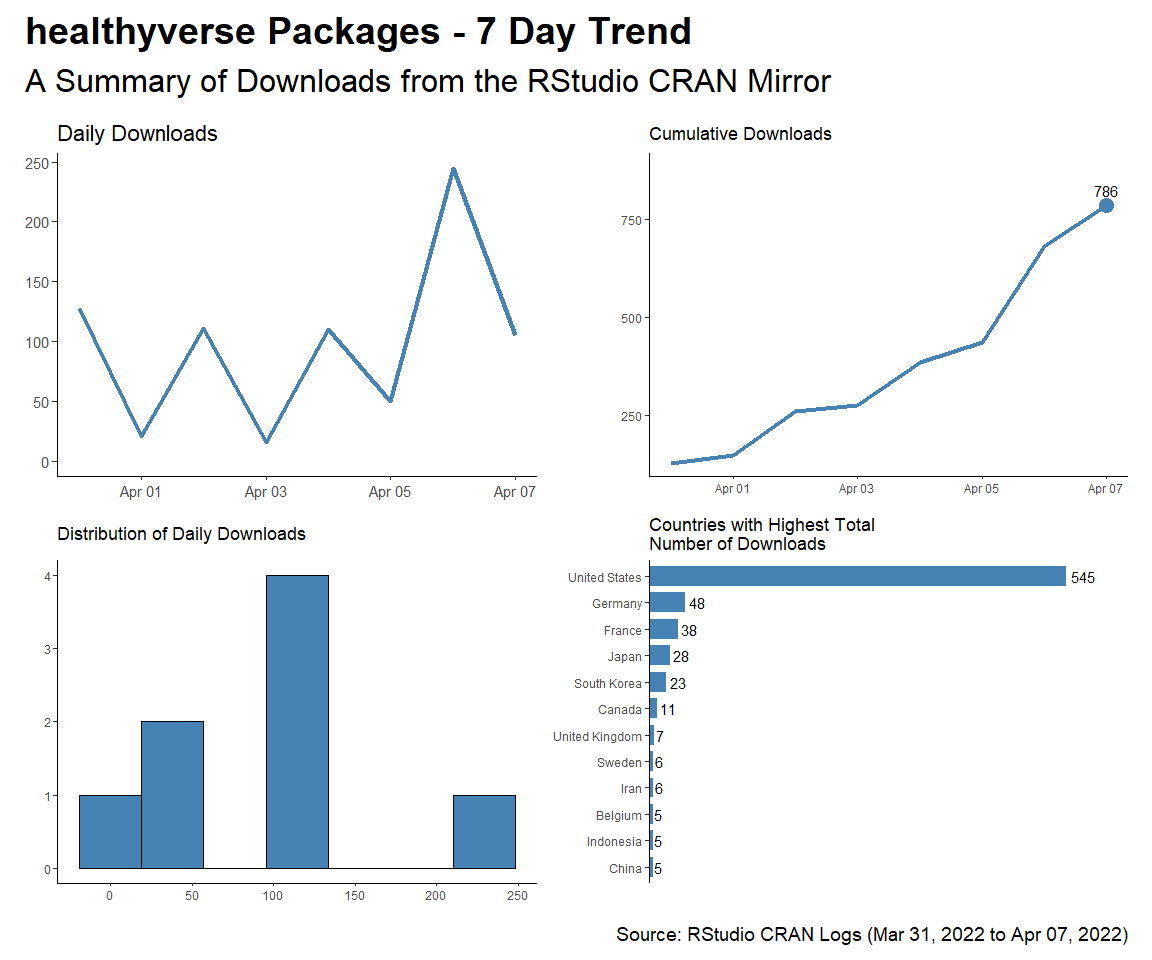 healthyverse Packages - 7 Day Trend
A Summary of Downloads from the RStudio CRAN Mirror
Daily Downloads
250
200
150
100
50
0
Apr 01 Apr 03 Apr 05 Apr 07
Cumulative Downloads
786
750
500
250
Apr 01 Apr 03 Apr 05 Apr 07
Distribution of Daily Downloads
4
3
2
1
0
0 50 100 150 200 250
Countries with Highest Total
Number of Downloads
United States 545
Germany 48
France 38
Japan 28
South Korea 23
Canada 11
United Kingdom 7
Sweden 6
Iran 6
Belgium 5
Indonesia 5
China 5
Source: RStudio CRAN Logs (Mar 31, 2022 to Apr 07, 2022)